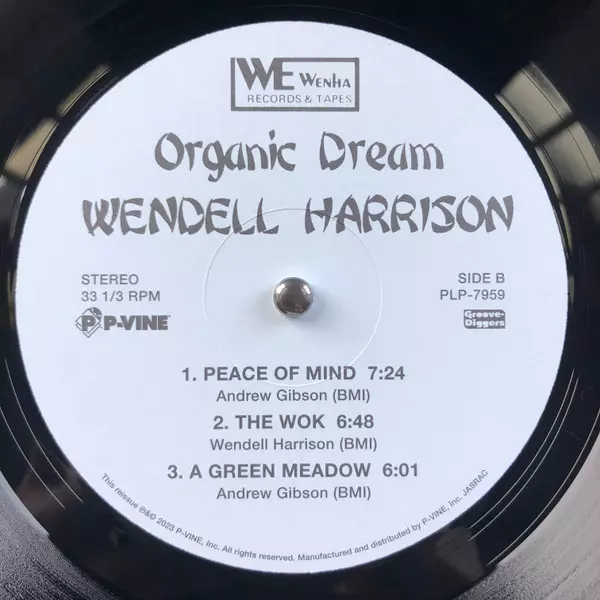 WE WENHA
RECORDS & TAPES
Organic Dream
WENDELL HARRISON
STEREO
33 1/3 RPM
P-VINE
SIDE B
PLP-7959
Groove-
Diggers
1. PEACE OF MIND 7:24
Andrew Gibson (BMI)
2. THE WOK 6:48
Wendell Harrison (BMI)
3. A GREEN MEADOW 6:01
Andrew Gibson (BMI)
This reissue ℗&© 2023 P-VINE, Inc. All rights reserved. Manufactured and distributed by P-VINE, Inc. JASRAC